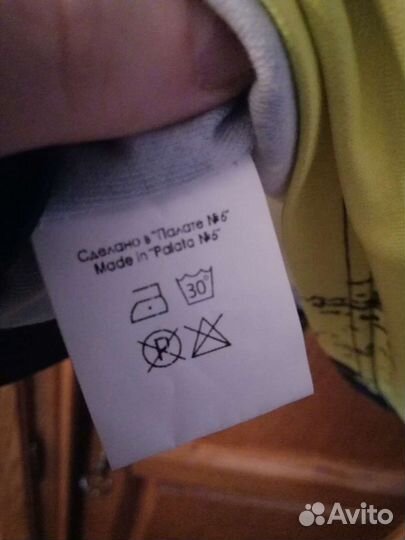 Сделано в "Палате №6"
Made in "Palata №6"
30°
P
Avito